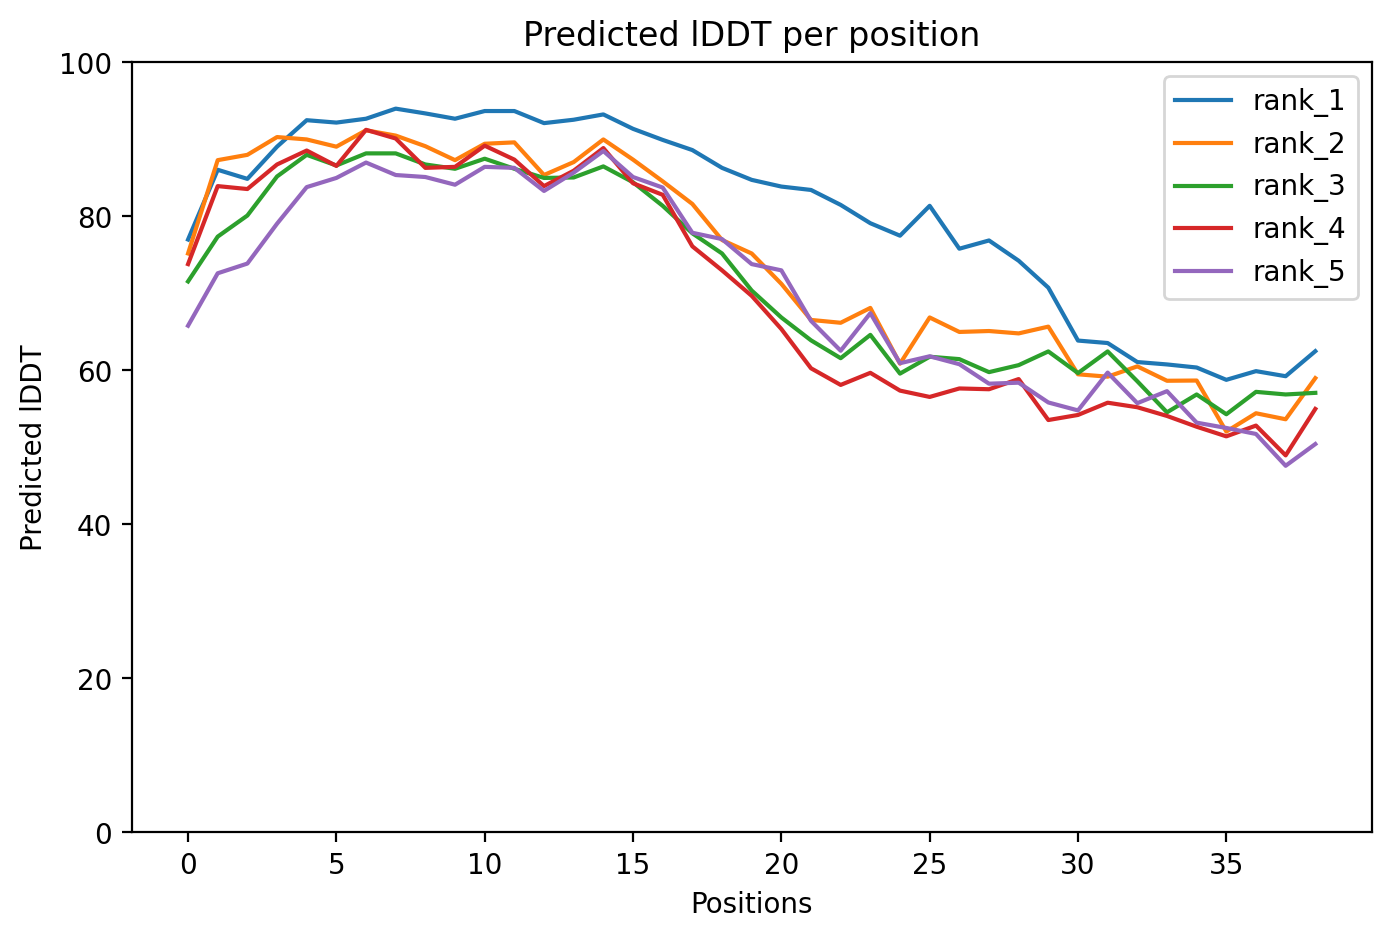 Predicted lDDT per position
100
80
60
40
20
0
Predicted lDDT
0 5 10 15 20 25 30 35
Positions
rank_1
rank_2
rank_3
rank_4
rank_5